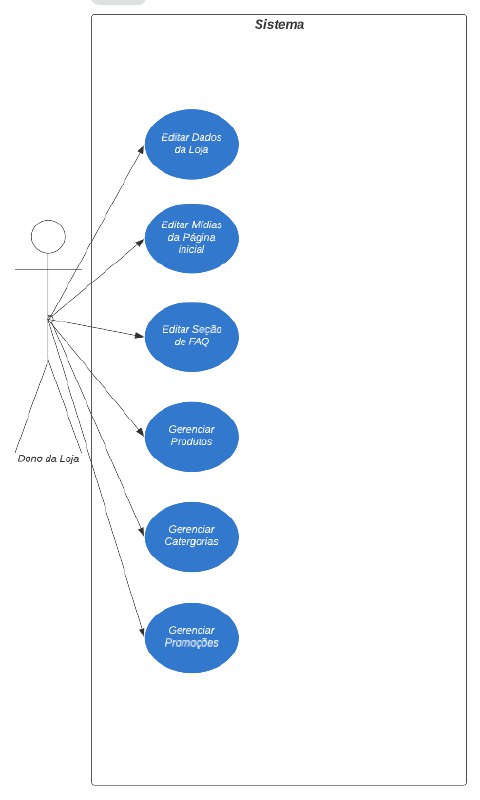 Sistema
Editar Dados
da Loja
Editar Mídias
da Página
inicial
Editar Seção
de FAQ
Gerenciar
Produtos
Dono da Loja
Gerenciar
Catergorias
Gerenciar
Promoções